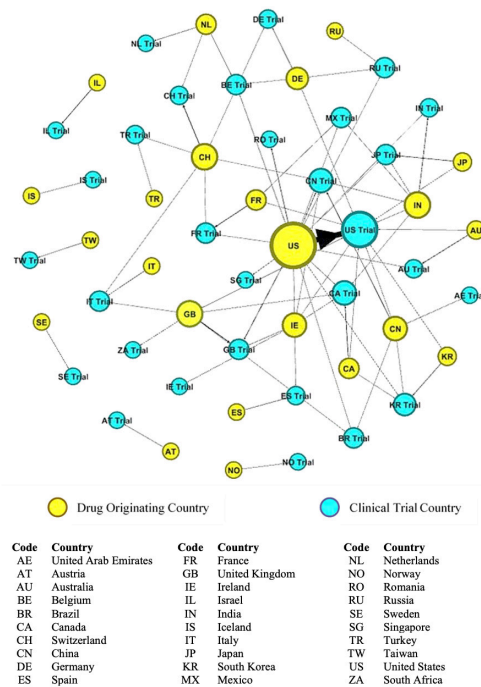 DE Trial
NL
RU
NL Trial
BE Trial
DE
RU Trial
IL
CH Trial
IN Trial
MX Trial
IL Trial
TR Trial
RO Trial
CH
JP Trial
JP
IS Trial
CN Trial
IS
TR
FR
IN
US Trial
AU
FR Trial
TW
US
TW Trial
IT
SG Trial
AU Trial
IT Trial
CA Trial
AE Trial
GB
SE
IE
CN
ZA Trial
GB Trial
KR
CA
SE Trial
IE Trial
ES Trial
KR Trial
ES
AT Trial
BR Trial
AT
NO
NO Trial
Drug Originating Country
Clinical Trial Country
Code Country Code Country Code Country
AE United Arab Emirates FR France NL Netherlands
AT Austria GB United Kingdom NO Norway
AU Australia IE Ireland RO Romania
BE Belgium IL Israel RU Russia
BR Brazil IN India SE Sweden
CA Canada IS Iceland SG Singapore
CH Switzerland IT Italy TR Turkey
CN China JP Japan TW Taiwan
DE Germany KR South Korea US United States
ES Spain MX Mexico ZA South Africa